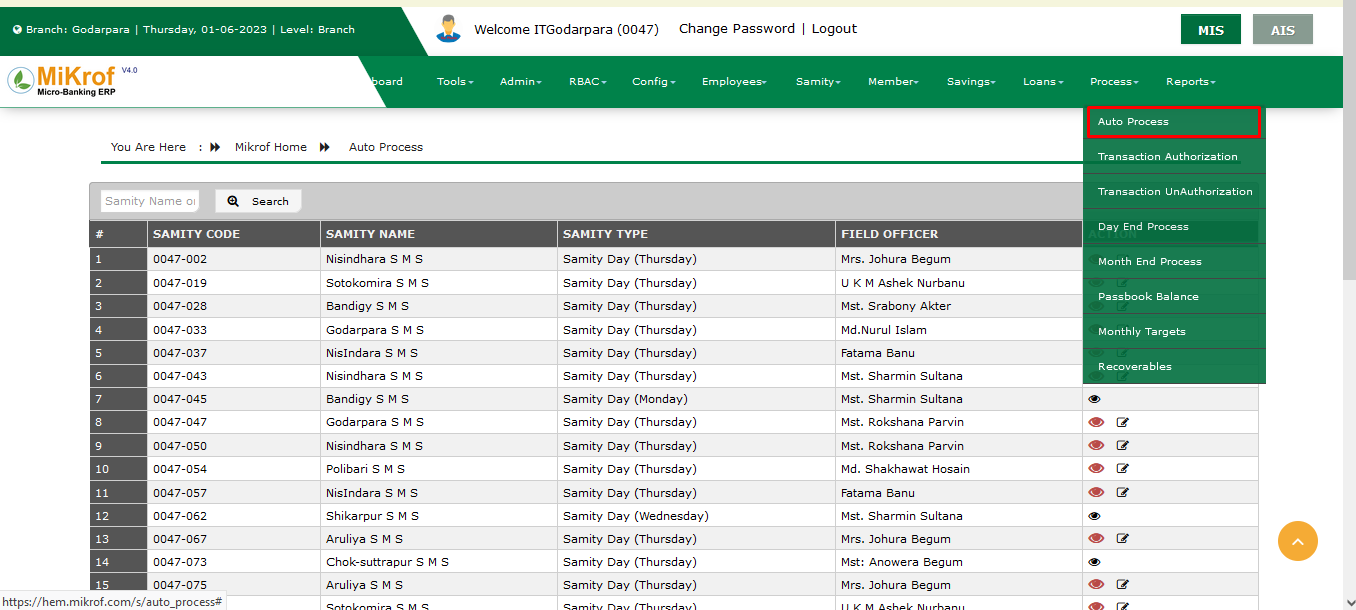 Branch: Godarpara | Thursday, 01-06-2023 | Level: Branch
Welcome ITGodarpara (0047) Change Password | Logout
MIS AIS
MiKrof V4.0
Micro-Banking ERP
board Tools Admin RBAC Config Employees Samity Member Savings Loans Process Reports
Auto Process
Transaction Authorization
Transaction UnAuthorization
Day End Process
Month End Process
Passbook Balance
Monthly Targets
Recoverables
You Are Here : Mikrof Home Auto Process
Samity Name or Search
# SAMITY CODE SAMITY NAME SAMITY TYPE FIELD OFFICER ACTION
1 0047-002 Nisindhara S M S Samity Day (Thursday) Mrs. Johura Begum
2 0047-019 Sotokomira S M S Samity Day (Thursday) U K M Ashek Nurbanu
3 0047-028 Bandigy S M S Samity Day (Thursday) Mst. Srabony Akter
4 0047-033 Godarpara S M S Samity Day (Thursday) Md.Nurul Islam
5 0047-037 NisIndara S M S Samity Day (Thursday) Fatama Banu
6 0047-043 Nisindhara S M S Samity Day (Thursday) Mst. Sharmin Sultana
7 0047-045 Bandigy S M S Samity Day (Monday) Mst. Sharmin Sultana
8 0047-047 Godarpara S M S Samity Day (Thursday) Mst. Rokshana Parvin
9 0047-050 Nisindhara S M S Samity Day (Thursday) Mst. Rokshana Parvin
10 0047-054 Polibari S M S Samity Day (Thursday) Md. Shakhawat Hosain
11 0047-057 NisIndara S M S Samity Day (Thursday) Fatama Banu
12 0047-062 Shikarpur S M S Samity Day (Wednesday) Mst. Sharmin Sultana
13 0047-067 Aruliya S M S Samity Day (Thursday) Mrs. Johura Begum
14 0047-073 Chok-suttrapur S M S Samity Day (Thursday) Mst: Anowera Begum
15 0047-075 Aruliya S M S Samity Day (Thursday) Mrs. Johura Begum
Sotokomira S M S Samity Day (Thursday) U K M Ashek Nurbanu
https://hem.mikrof.com/s/auto_process#